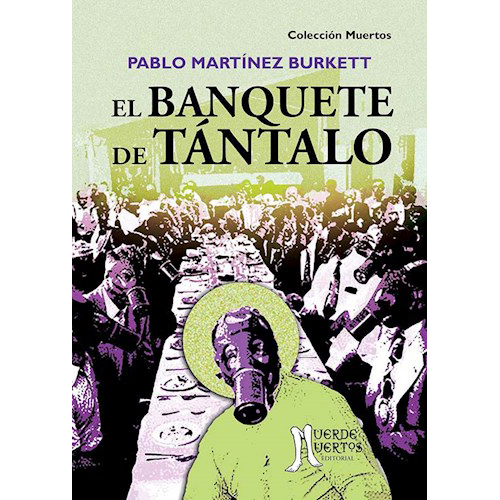 Colección Muertos
PABLO MARTÍNEZ BURKETT
EL BANQUETE
DE TÁNTALO
MUERDE
MUERTOS
EDITORIAL